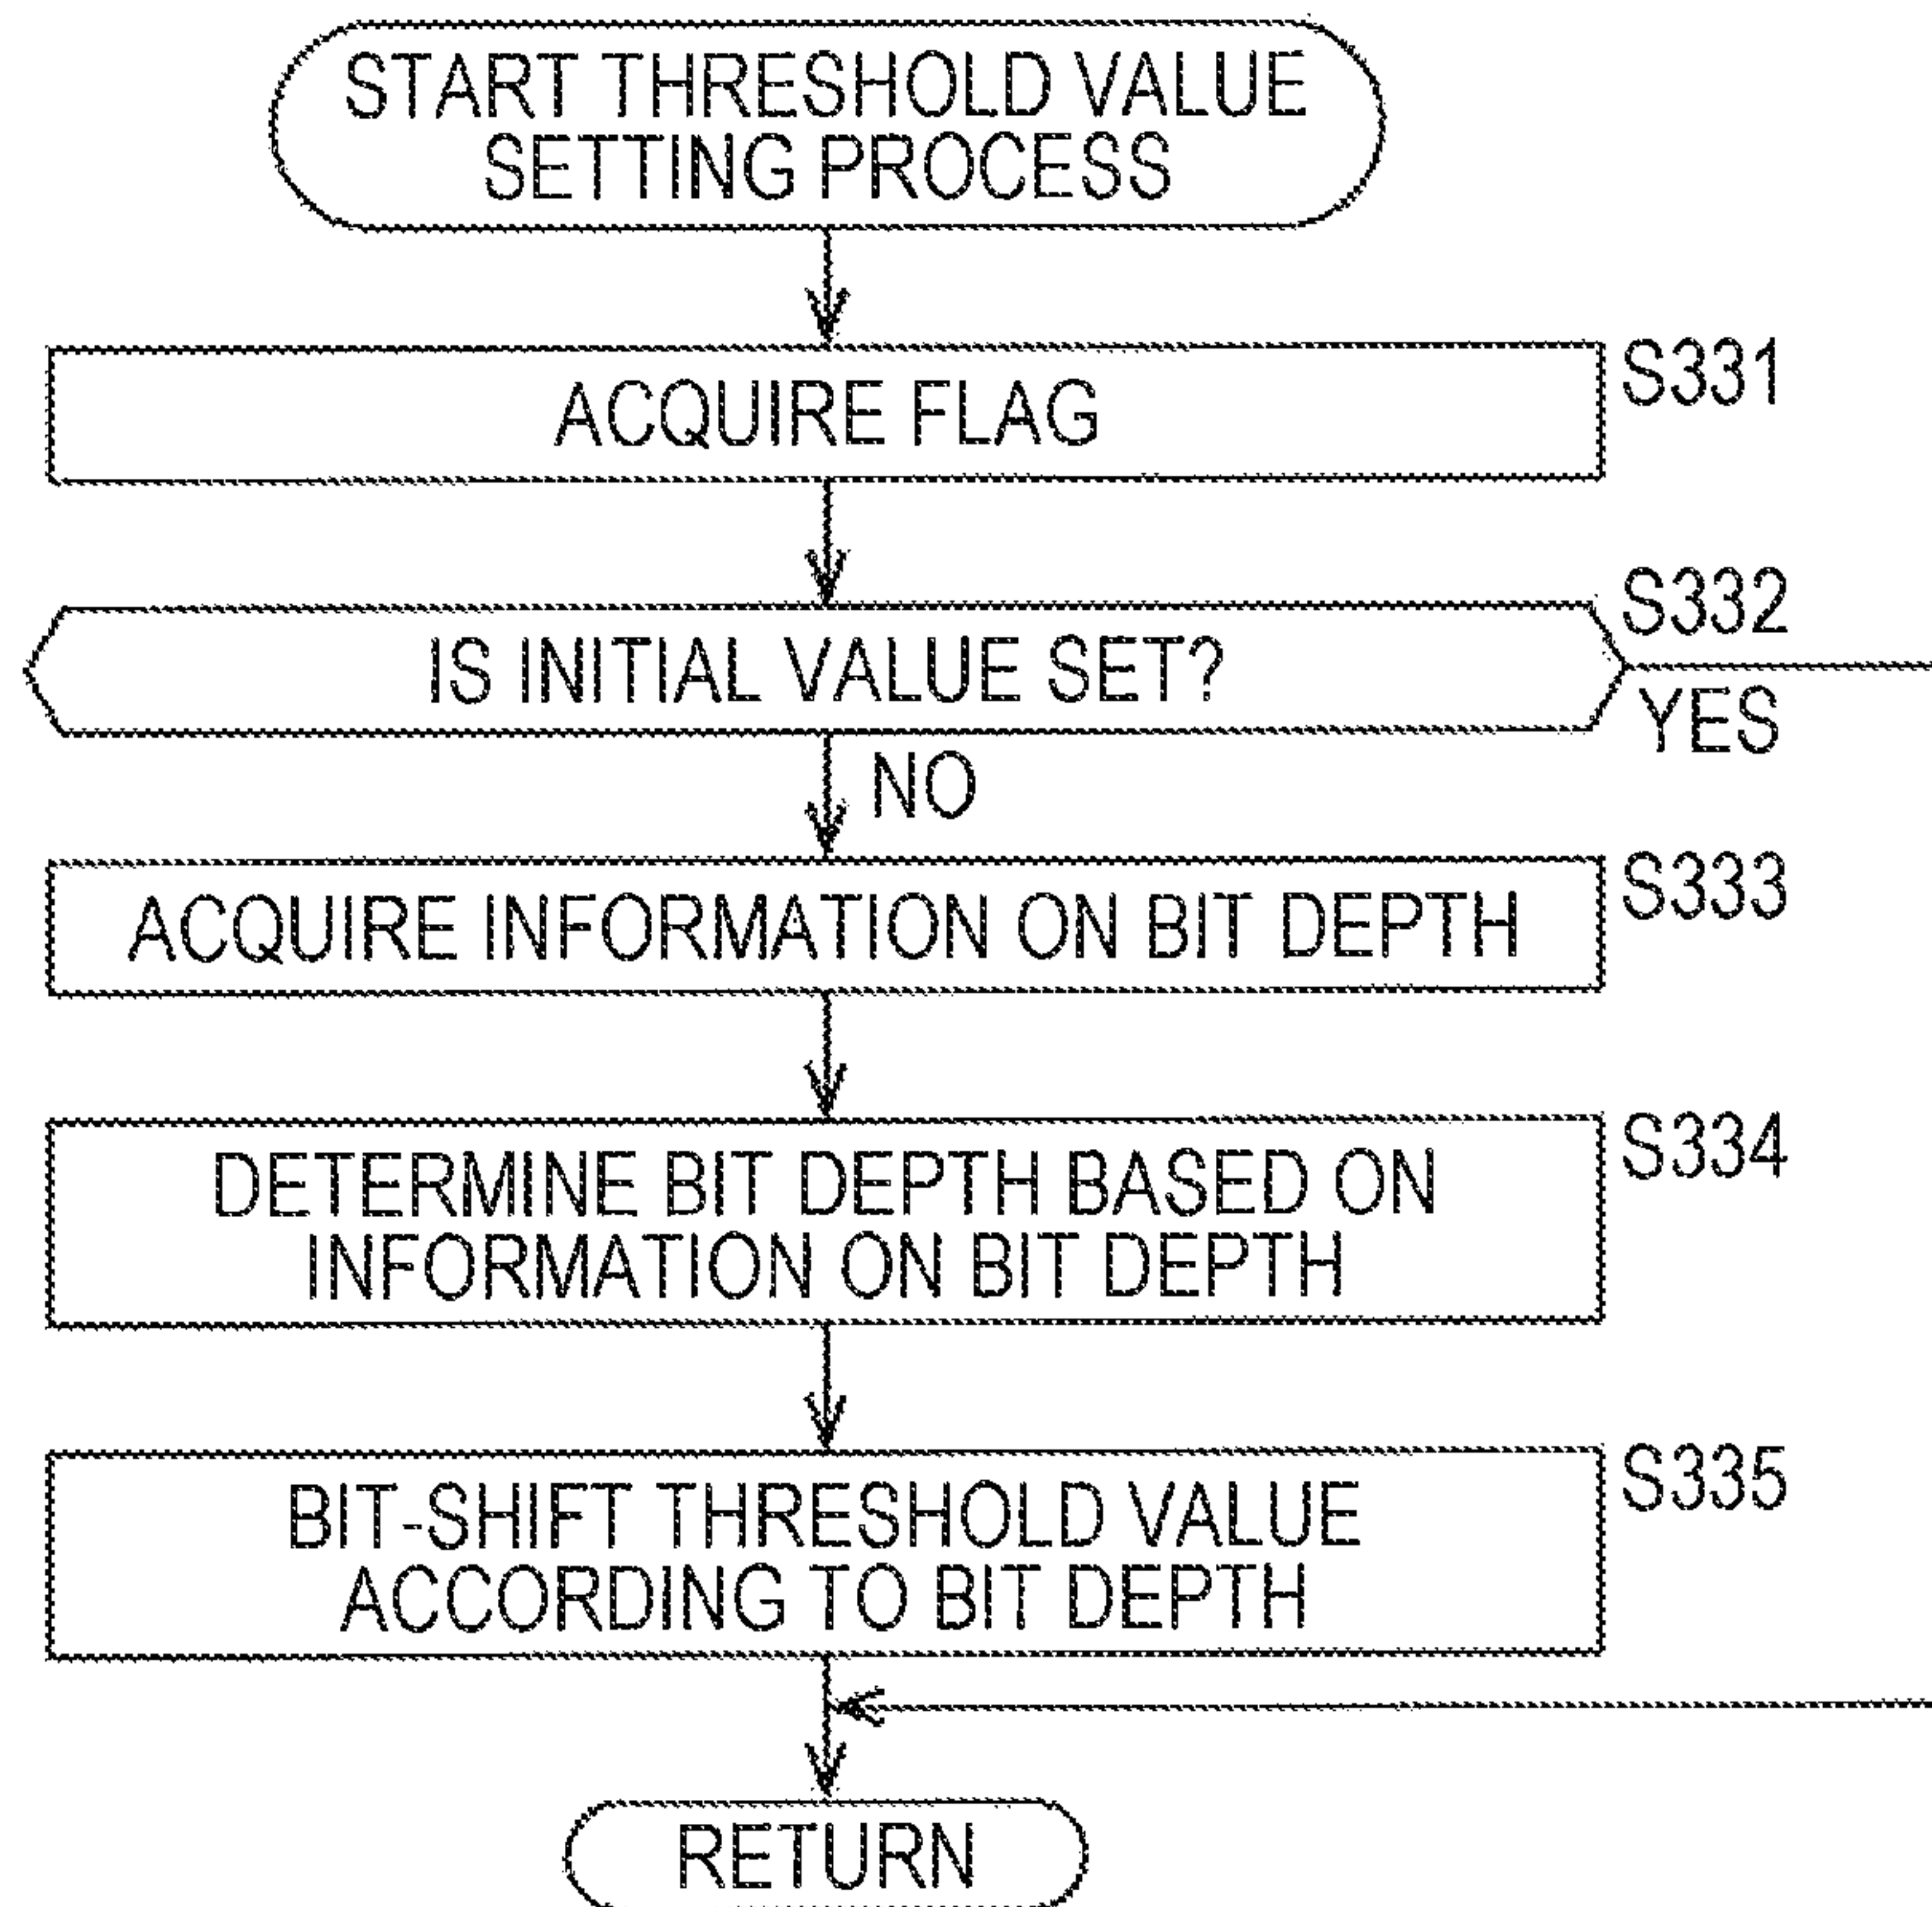 START THRESHOLD VALUE
SETTING PROCESS
ACQUIRE FLAG
S331
IS INITIAL VALUE SET?
S332
YES
NO
ACQUIRE INFORMATION ON BIT DEPTH
S333
DETERMINE BIT DEPTH BASED ON
INFORMATION ON BIT DEPTH
S334
BIT-SHIFT THRESHOLD VALUE
ACCORDING TO BIT DEPTH
S335
RETURN